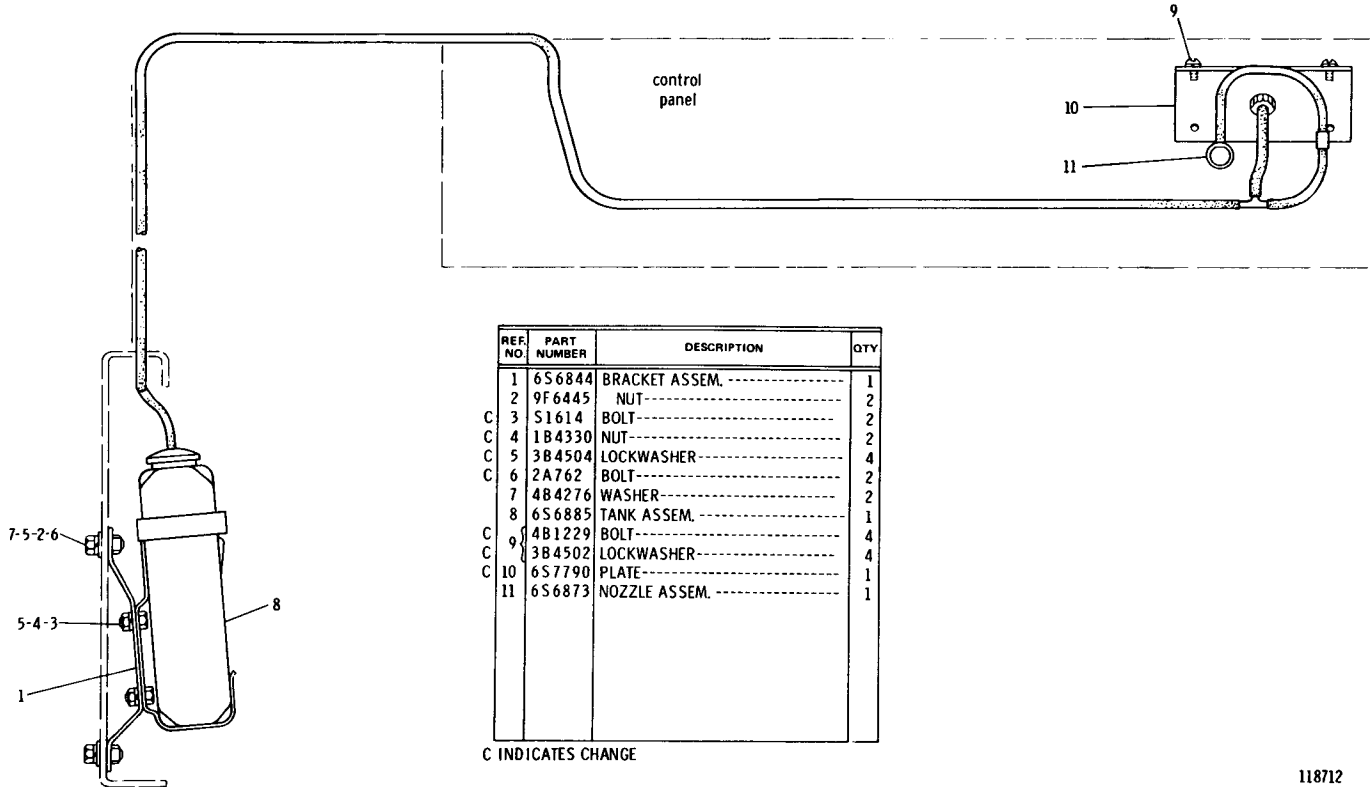 9
control
panel
10
11
REF. NO. PART NUMBER DESCRIPTION QTY.
1 6S6844 BRACKET ASSEM. 1
2 9F6445 NUT 2
C 3 S1614 BOLT 2
C 4 1B4330 NUT 2
C 5 3B4504 LOCKWASHER 4
C 6 2A762 BOLT 2
7 4B4276 WASHER 2
8 6S6885 TANK ASSEM. 1
C 9 4B1229 BOLT 4
C 3B4502 LOCKWASHER 4
C 10 6S7790 PLATE 1
11 6S6873 NOZZLE ASSEM. 1
7-5-2-6
5-4-3
8
1
C INDICATES CHANGE
118712